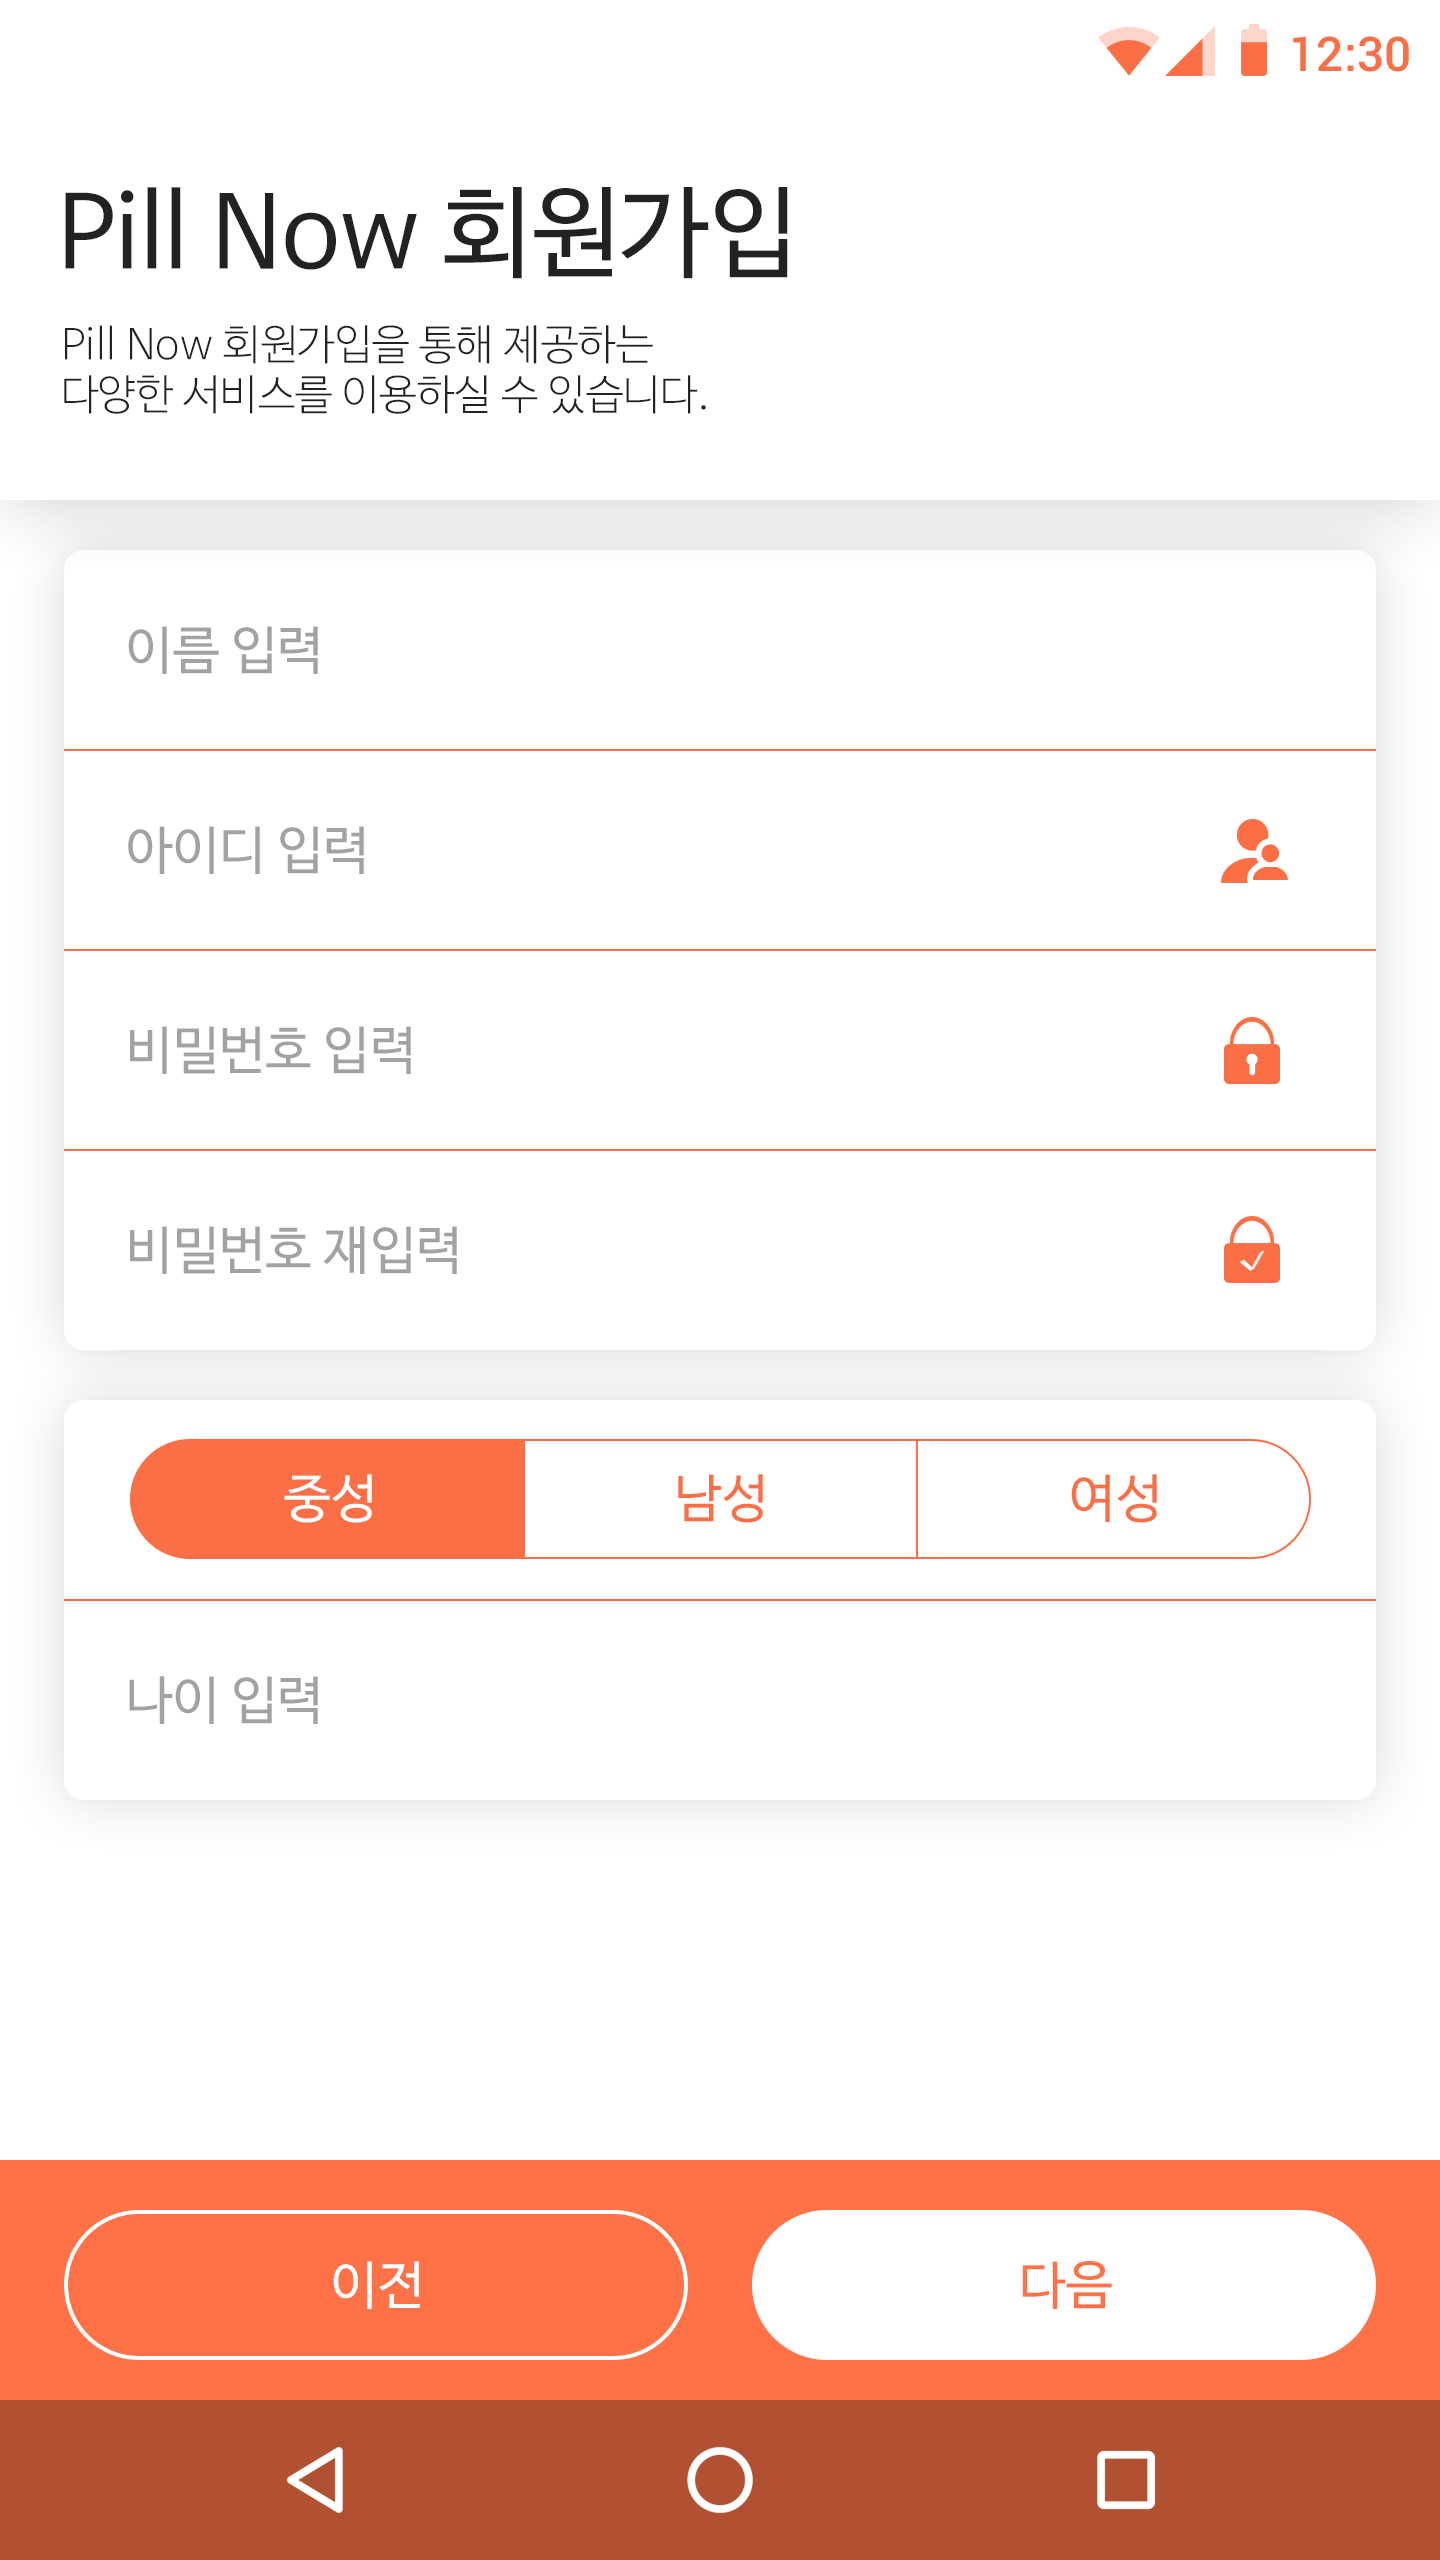 12:30
Pill Now 회원가입
Pill Now 회원가입을 통해 제공하는
다양한 서비스를 이용하실 수 있습니다.
이름 입력
아이디 입력
비밀번호 입력
비밀번호 재입력
중성 남성 여성
나이 입력
이전 다음